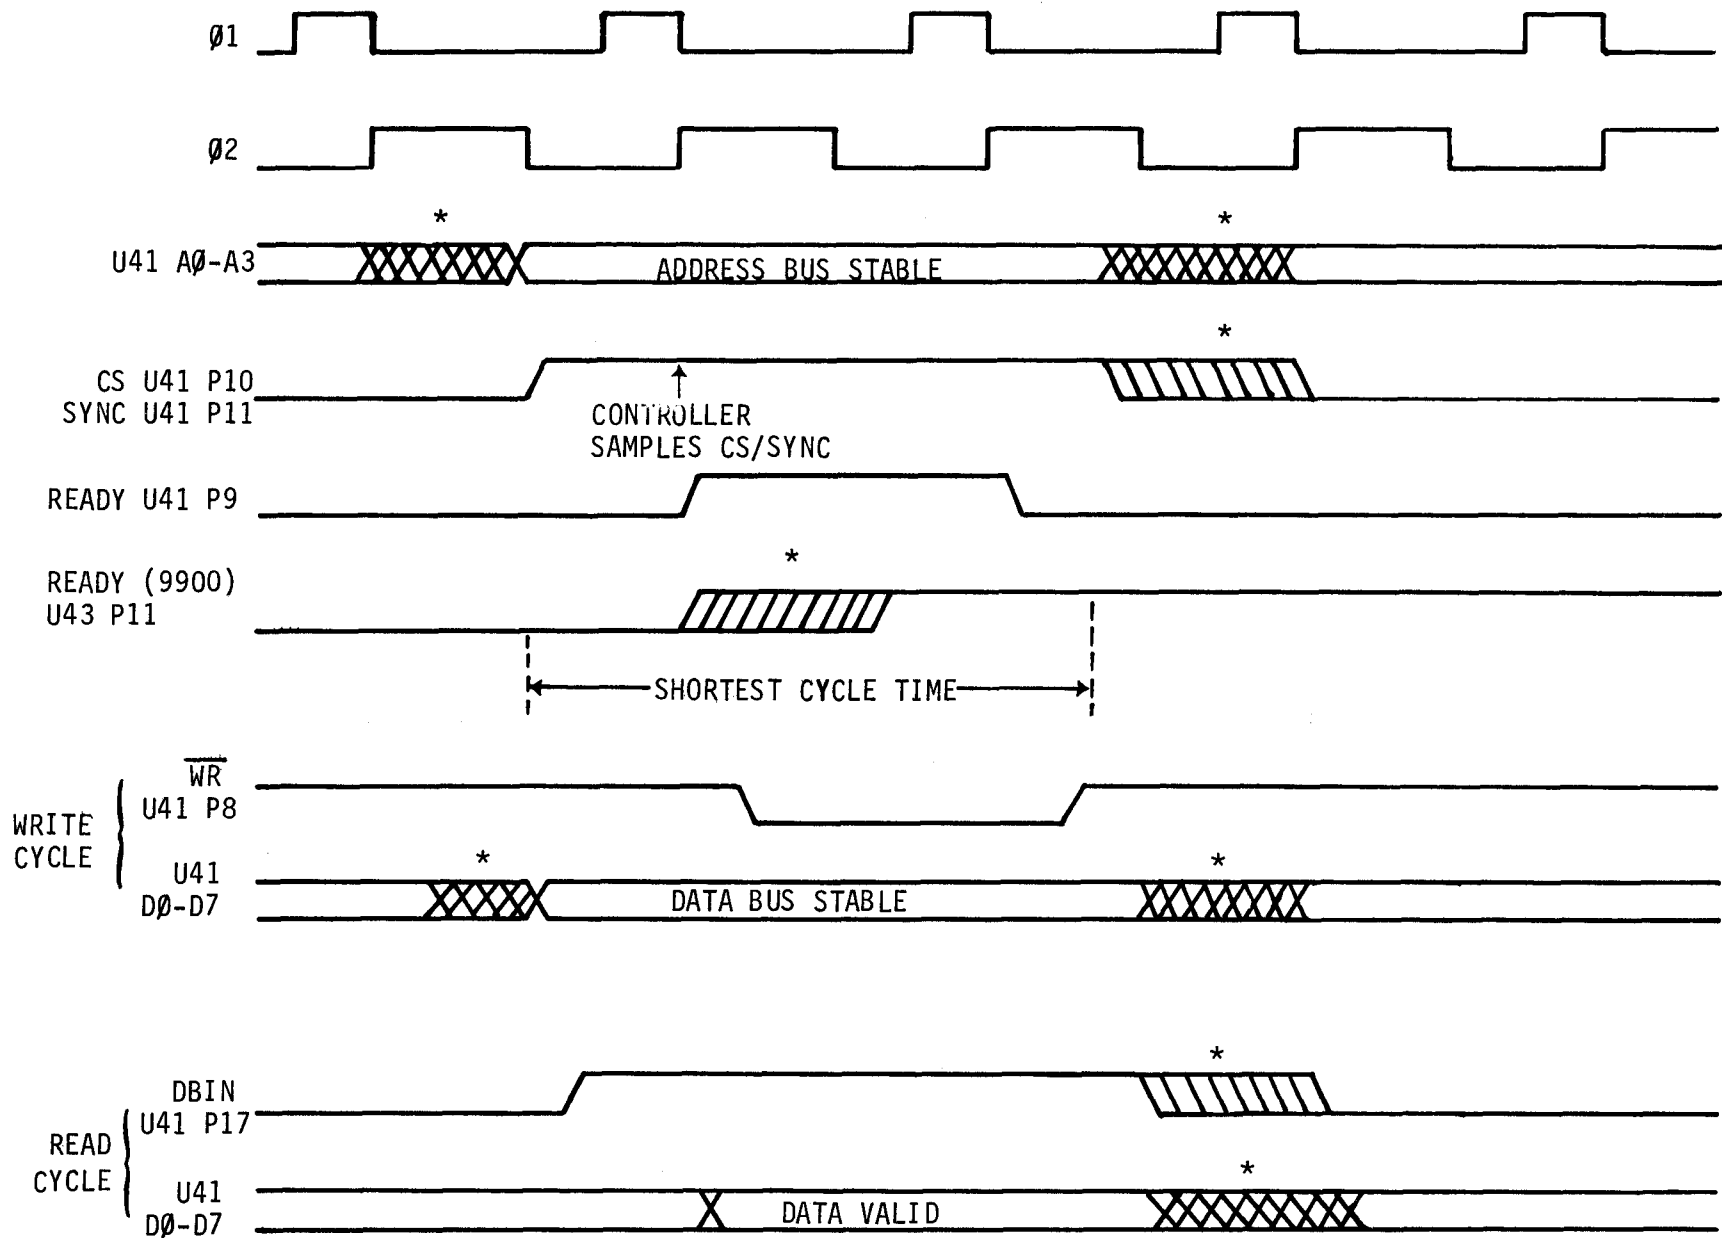 Ø1
Ø2
*
*
U41 AØ-A3
ADDRESS BUS STABLE
*
CS U41 P10
SYNC U41 P11
CONTROLLER
SAMPLES CS/SYNC
READY U41 P9
*
READY (9900)
U43 P11
SHORTEST CYCLE TIME
WRITE
CYCLE
WR
U41 P8
*
*
U41
DØ-D7
DATA BUS STABLE
*
READ
CYCLE
DBIN
U41 P17
*
U41
DØ-D7
DATA VALID